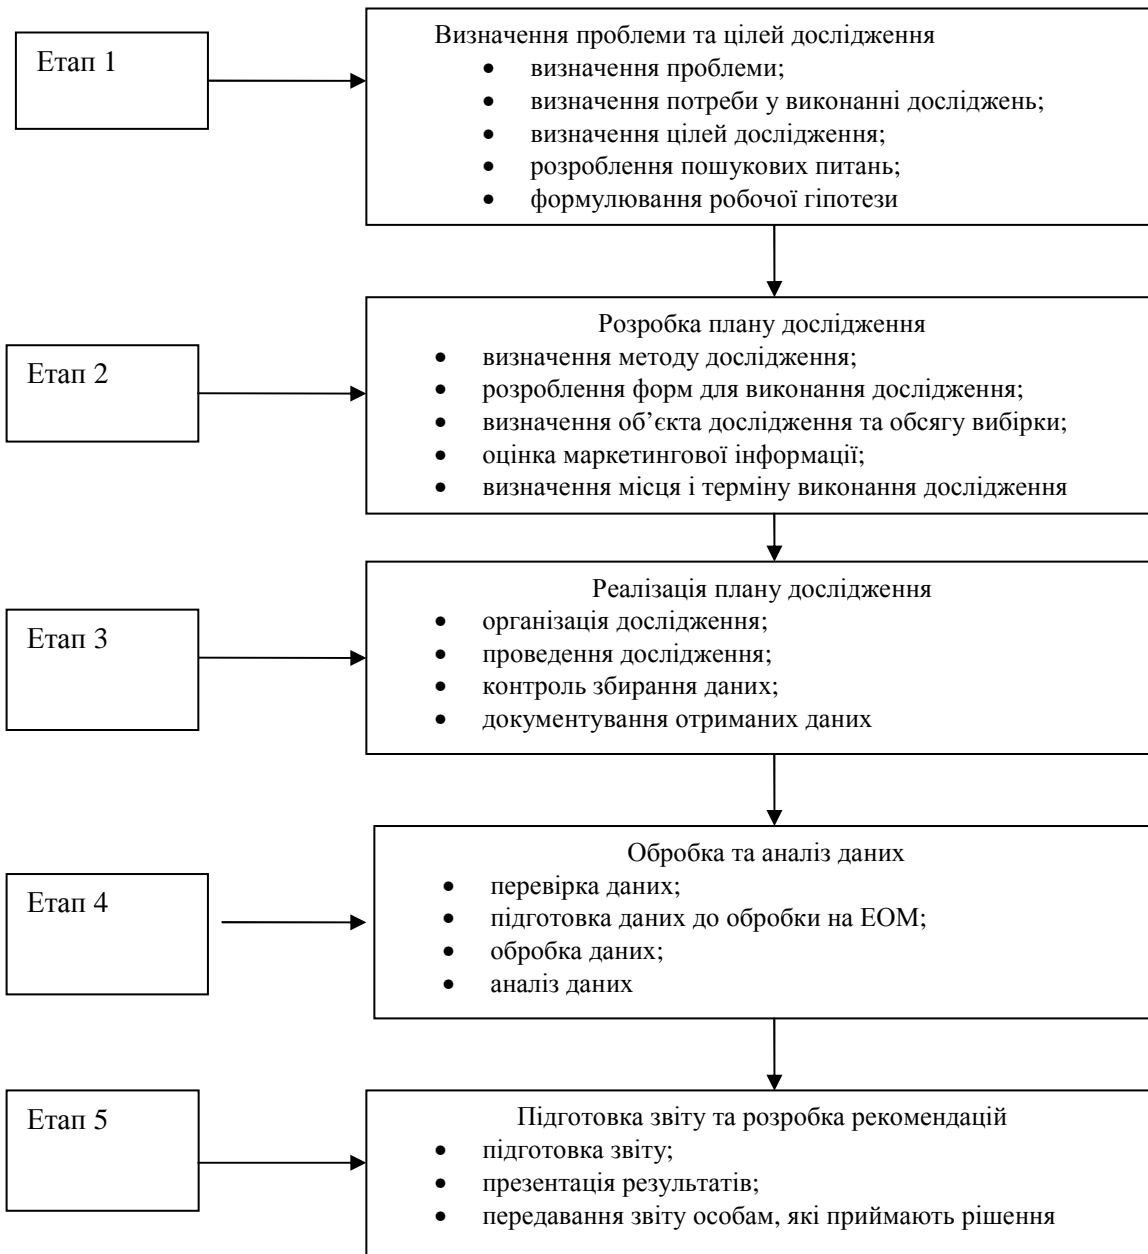 Етап 1
Визначення проблеми та цілей дослідження
• визначення проблеми;
• визначення потреби у виконанні досліджень;
• визначення цілей дослідження;
• розроблення пошукових питань;
• формулювання робочої гіпотези
Етап 2
Розробка плану дослідження
• визначення методу дослідження;
• розроблення форм для виконання дослідження;
• визначення об’єкта дослідження та обсягу вибірки;
• оцінка маркетингової інформації;
• визначення місця і терміну виконання дослідження
Етап 3
Реалізація плану дослідження
• організація дослідження;
• проведення дослідження;
• контроль збирання даних;
• документування отриманих даних
Етап 4
Обробка та аналіз даних
• перевірка даних;
• підготовка даних до обробки на ЕОМ;
• обробка даних;
• аналіз даних
Етап 5
Підготовка звіту та розробка рекомендацій
• підготовка звіту;
• презентація результатів;
• передавання звіту особам, які приймають рішення